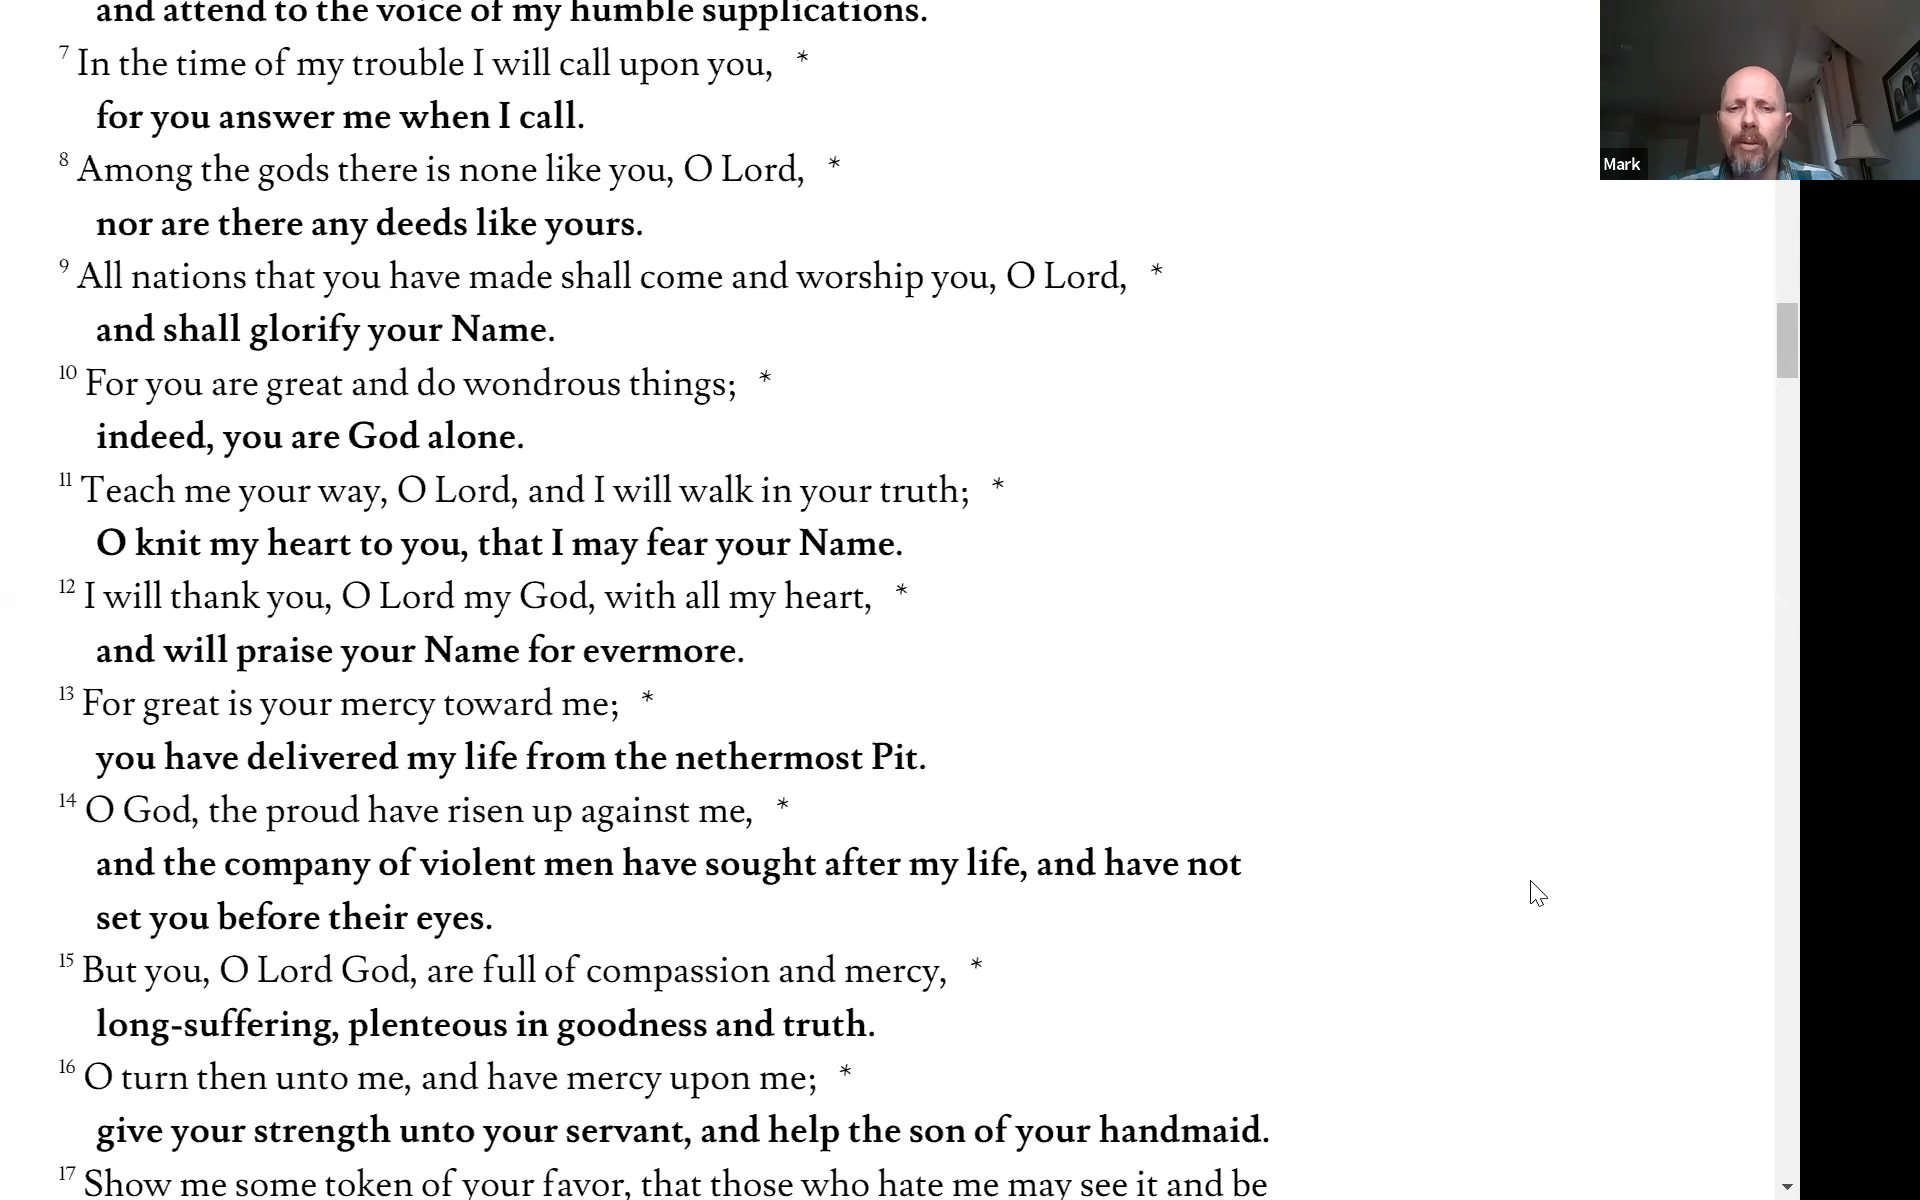 and attend to the voice of my humble supplications.
7 In the time of my trouble I will call upon you, *
for you answer me when I call.
8 Among the gods there is none like you, O Lord, *
nor are there any deeds like yours.
9 All nations that you have made shall come and worship you, O Lord, *
and shall glorify your Name.
10 For you are great and do wondrous things; *
indeed, you are God alone.
11 Teach me your way, O Lord, and I will walk in your truth; *
O knit my heart to you, that I may fear your Name.
12 I will thank you, O Lord my God, with all my heart, *
and will praise your Name for evermore.
13 For great is your mercy toward me; *
you have delivered my life from the nethermost Pit.
14 O God, the proud have risen up against me, *
and the company of violent men have sought after my life, and have not
set you before their eyes.
15 But you, O Lord God, are full of compassion and mercy, *
long-suffering, plenteous in goodness and truth.
16 O turn then unto me, and have mercy upon me; *
give your strength unto your servant, and help the son of your handmaid.
17 Show me some token of your favor, that those who hate me may see it and be
Mark